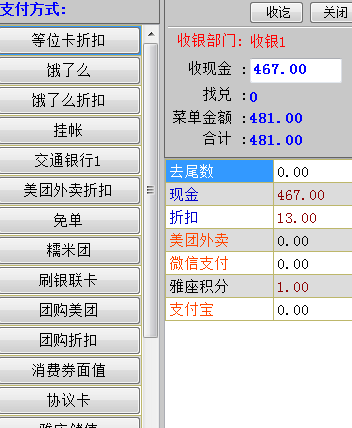 支付方式：
等位卡折扣
饿了么
饿了么折扣
挂帐
交通银行1
美团外卖折扣
免单
糯米团
刷银联卡
团购美团
团购折扣
消费券面值
协议卡
收讫 关闭
收银部门：收银1
收现金：467.00
找兑：0
菜单金额：481.00
合计：481.00
去尾数 0.00
现金 467.00
折扣 13.00
美团外卖 0.00
微信支付 0.00
雅座积分 1.00
支付宝 0.00